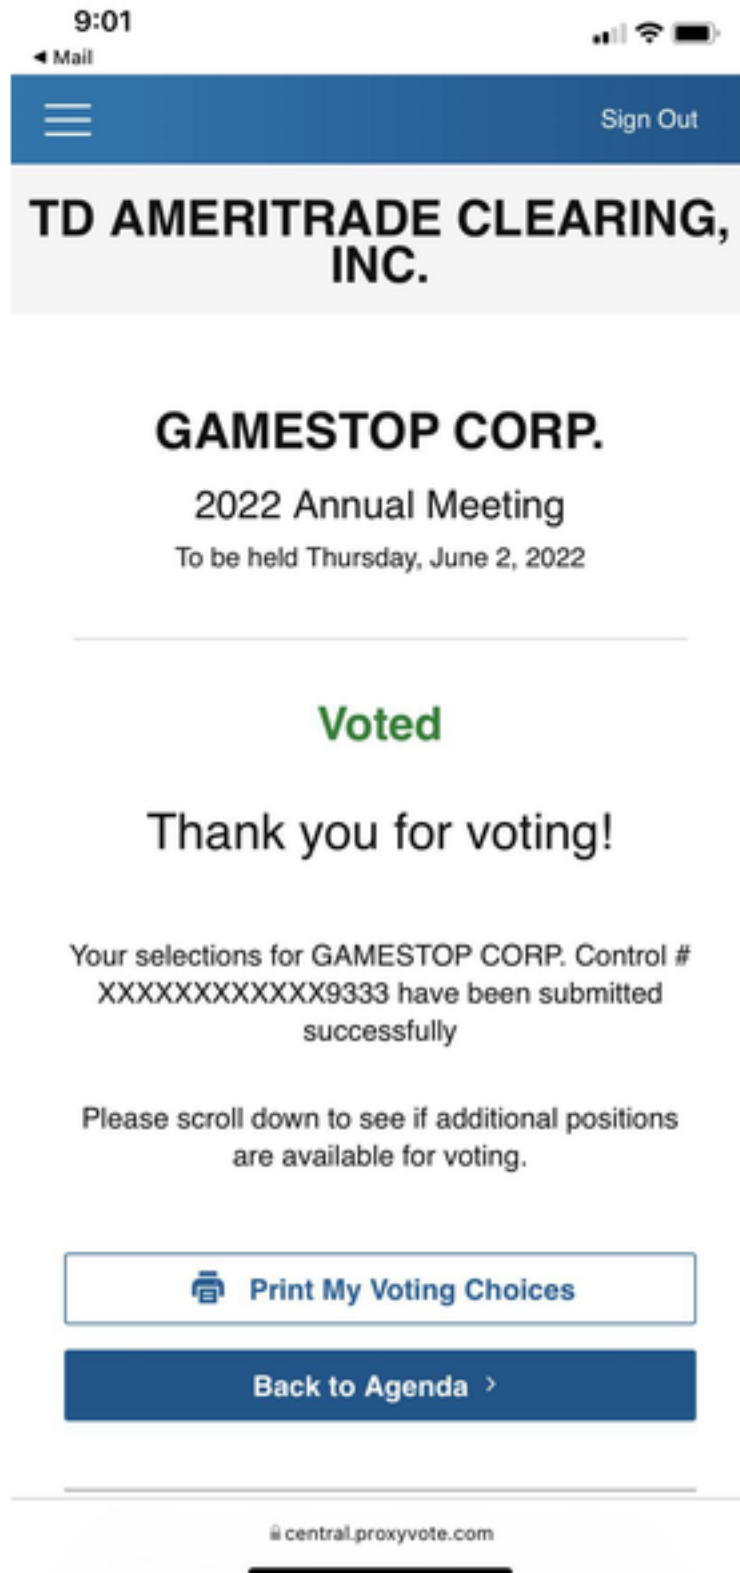 9:01
◄ Mail
Sign Out
TD AMERITRADE CLEARING,
INC.
GAMESTOP CORP.
2022 Annual Meeting
To be held Thursday, June 2, 2022
Voted
Thank you for voting!
Your selections for GAMESTOP CORP. Control #
XXXXXXXXXXXX9333 have been submitted
successfully
Please scroll down to see if additional positions
are available for voting.
Print My Voting Choices
Back to Agenda >
central.proxyvote.com